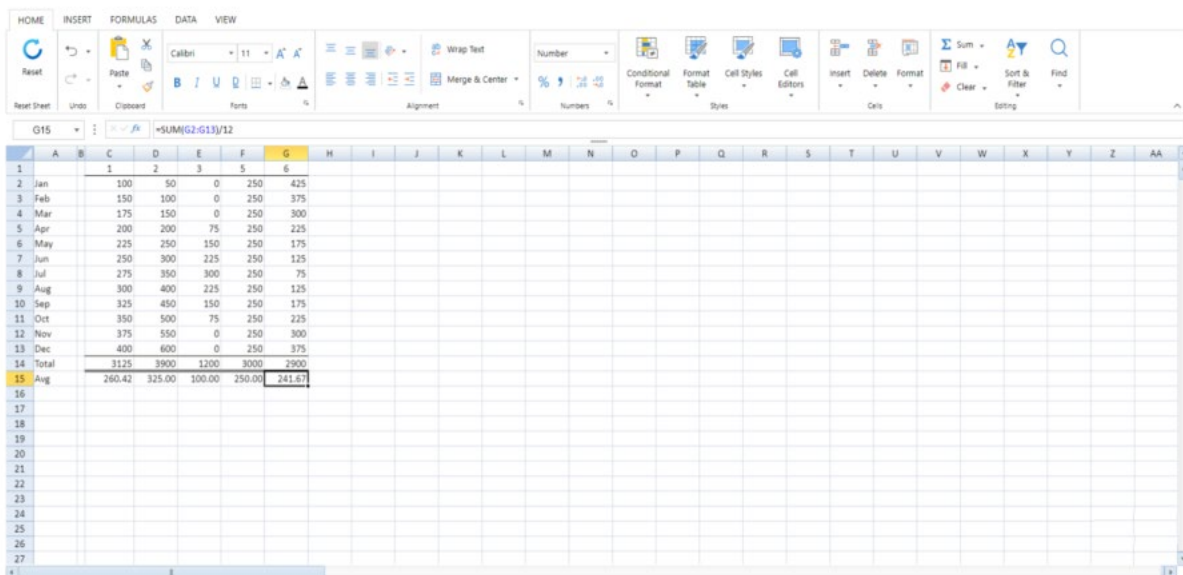 HOME INSERT FORMULAS DATA VIEW
Reset
Paste
Calibri 11 A A
B I U D A
Wrap Text
Merge & Center
Number
%
Conditional Format
Format Table
Cell Styles
Cell Editors
Insert Delete Format
Σ Sum
Fill
Clear
Sort & Filter
Find
Reset Sheet Undo Clipboard Fonts Alignment Numbers Styles Cells Editing
G15 fx =SUM(G2:G13)/12
A B C D E F G H I J K L M N O P Q R S T U V W X Y Z AA
1 1 2 3 5 6
2 Jan 100 50 0 250 425
3 Feb 150 100 0 250 375
4 Mar 175 150 0 250 300
5 Apr 200 200 75 250 225
6 May 225 250 150 250 175
7 Jun 250 300 225 250 125
8 Jul 275 350 300 250 75
9 Aug 300 400 225 250 125
10 Sep 325 450 150 250 175
11 Oct 350 500 75 250 225
12 Nov 375 550 0 250 300
13 Dec 400 600 0 250 375
14 Total 3125 3900 1200 3000 2900
15 Avg 260.42 325.00 100.00 250.00 241.67
16
17
18
19
20
21
22
23
24
25
26
27